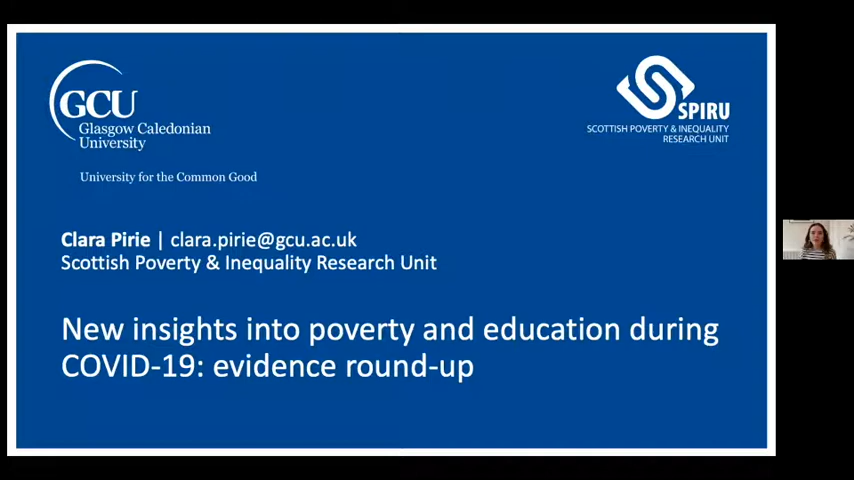 GCU
Glasgow Caledonian
University
University for the Common Good
SPIRU
SCOTTISH POVERTY & INEQUALITY
RESEARCH UNIT
Clara Pirie | clara.pirie@gcu.ac.uk
Scottish Poverty & Inequality Research Unit
New insights into poverty and education during
COVID-19: evidence round-up